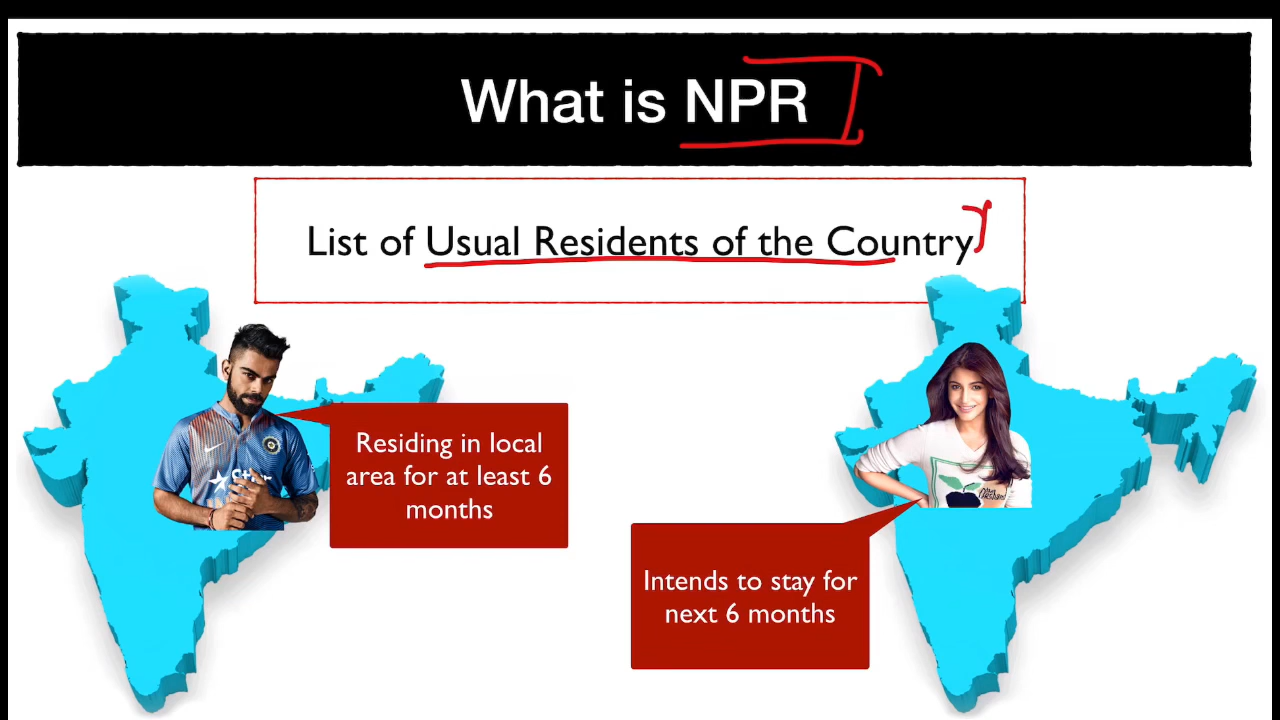 What is NPR
List of Usual Residents of the Country
Residing in local
area for at least 6
months
Intends to stay for
next 6 months